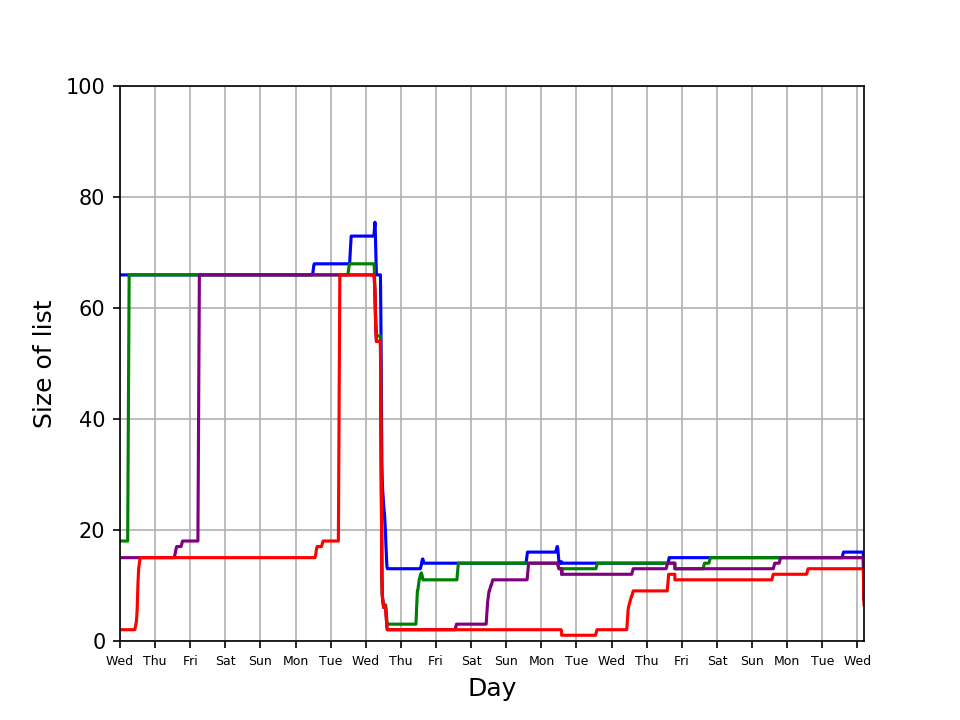 100
80
60
40
20
0
Size of list
Wed Thu Fri Sat Sun Mon Tue Wed Thu Fri Sat Sun Mon Tue Wed Thu Fri Sat Sun Mon Tue Wed
Day